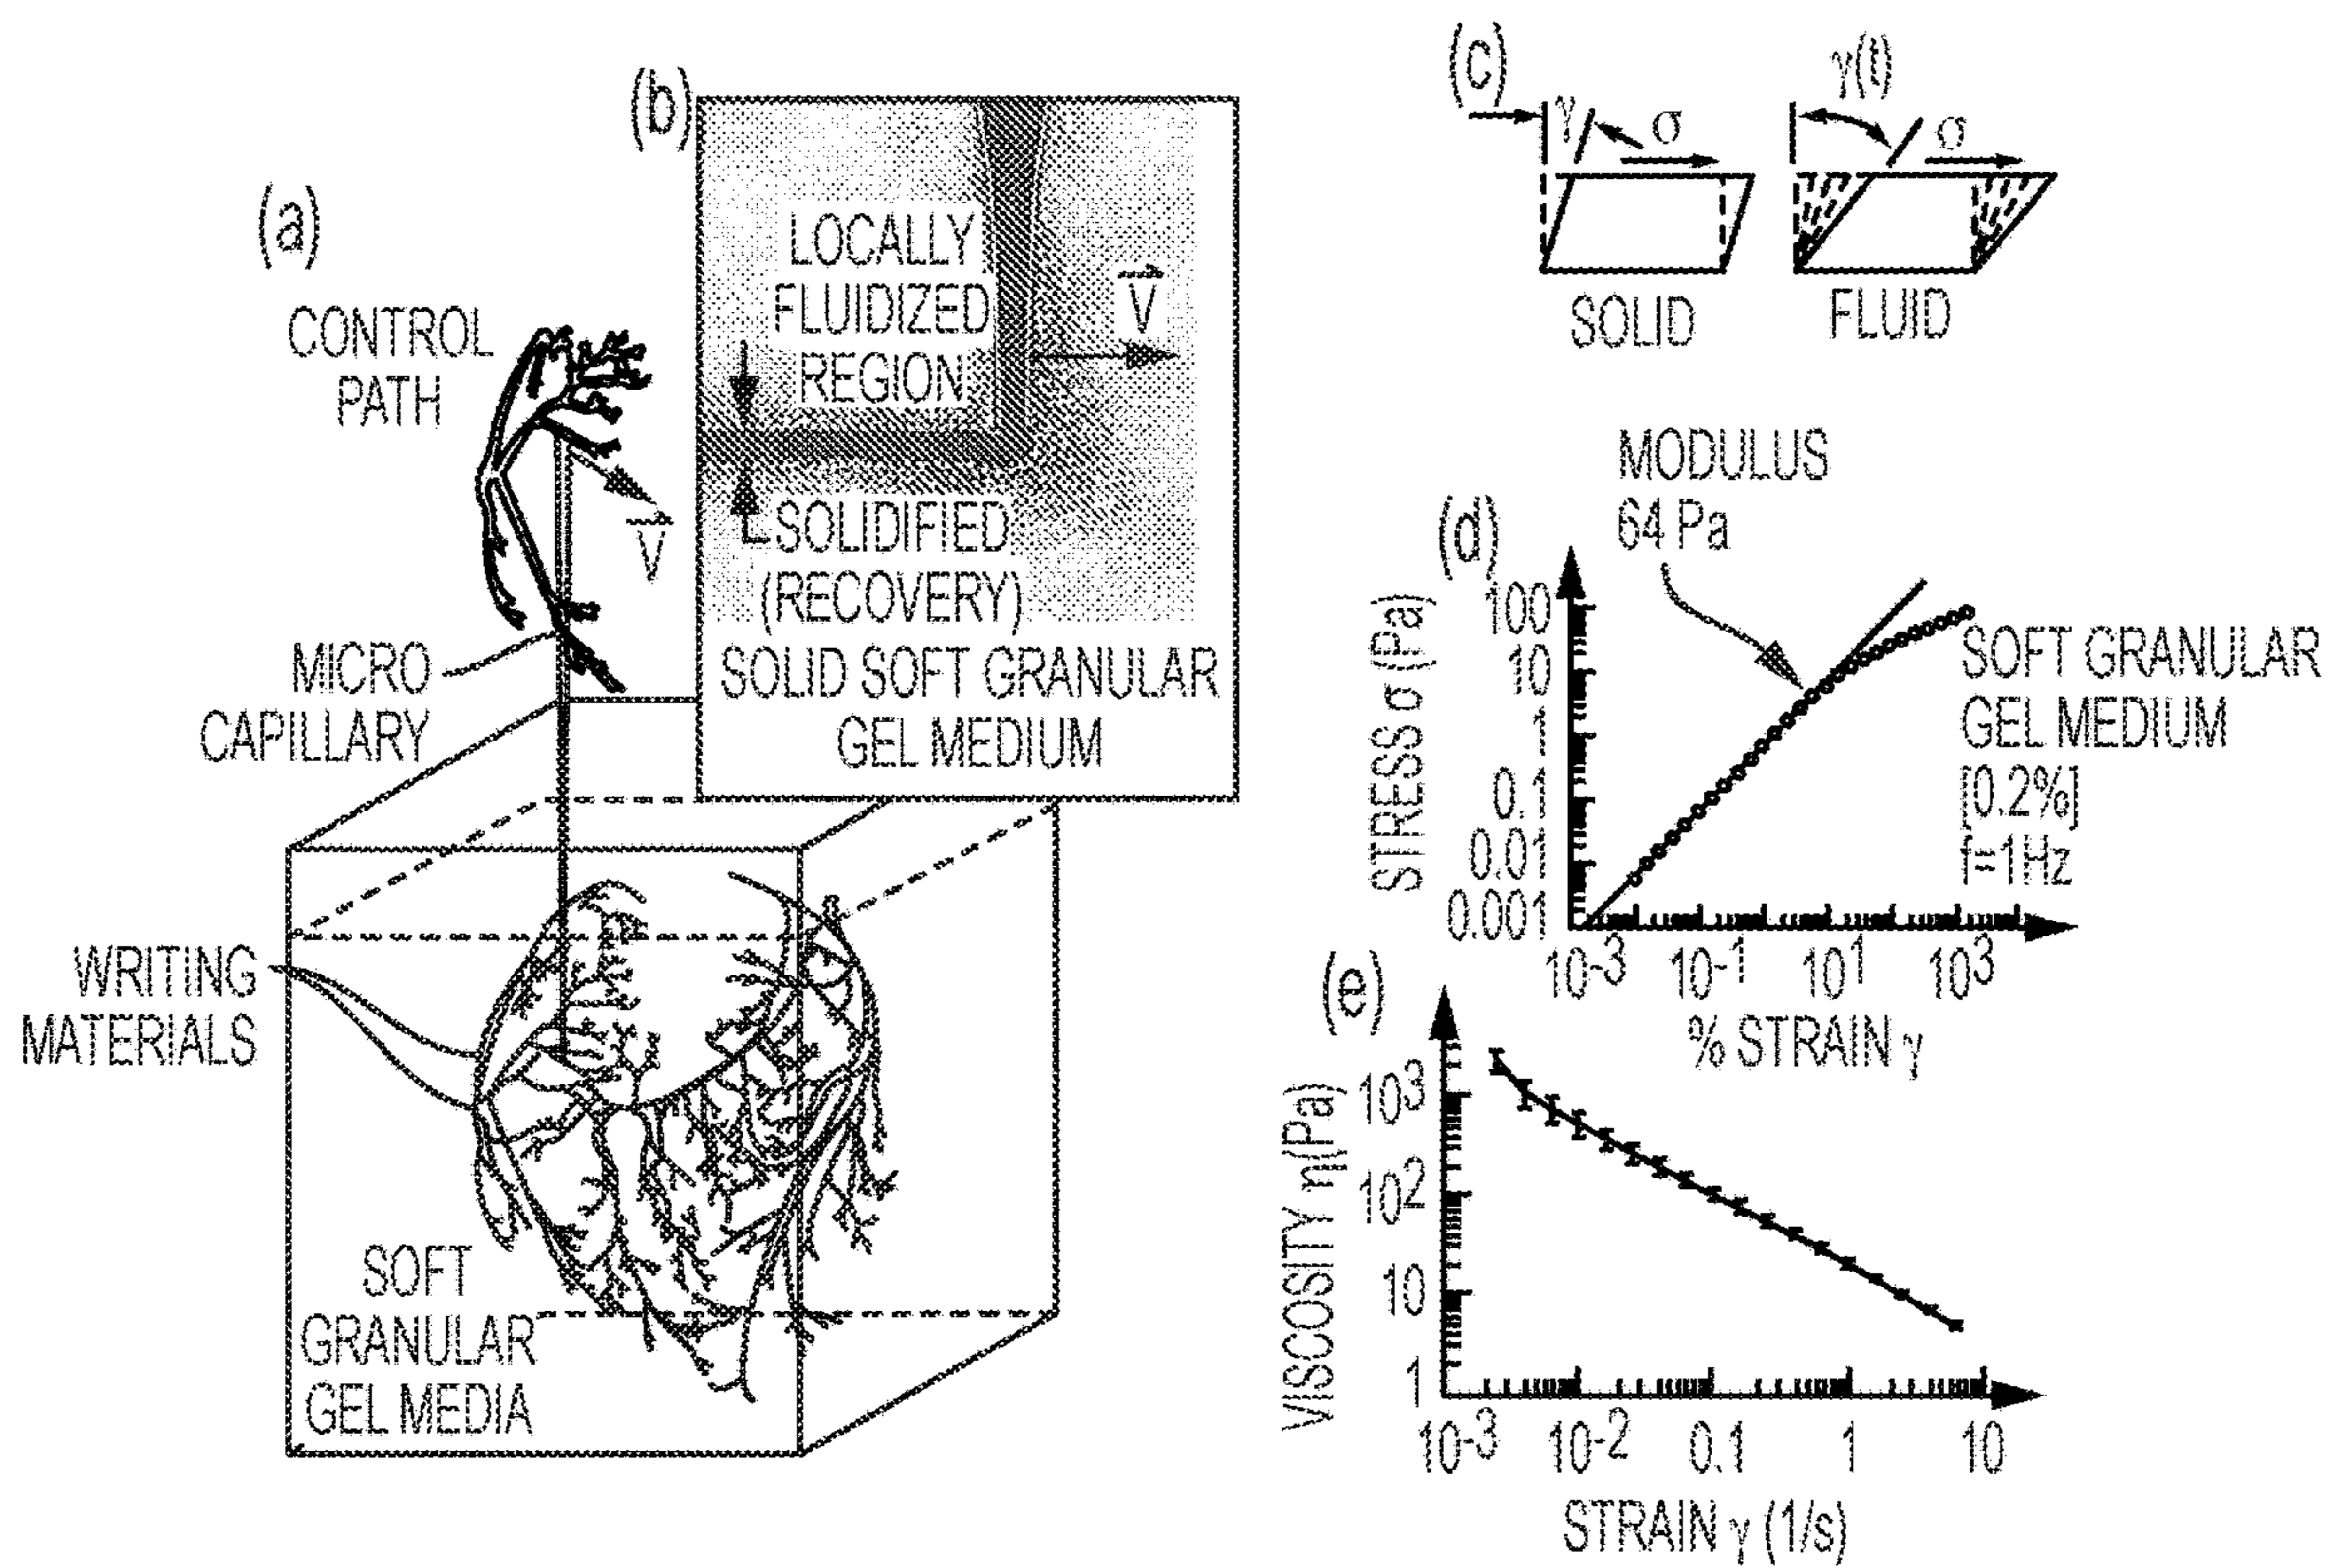 (a)
CONTROL
PATH
V
MICRO
CAPILLARY
WRITING
MATERIALS
SOFT
GRANULAR
GEL MEDIA
(b)
LOCALLY
FLUIDIZED
REGION
V
SOLIDIFIED
(RECOVERY)
SOLID SOFT GRANULAR
GEL MEDIUM
(c)
γ
σ
SOLID
γ(t)
σ
FLUID
(d)
MODULUS
64 Pa
STRESS σ (Pa)
100
10
1
0.1
0.01
0.001
10-3 10-1 101 103
% STRAIN γ
SOFT GRANULAR
GEL MEDIUM
[0.2%]
f=1Hz
(e)
VISCOSITY η(Pa)
103
102
10
1
10-3 10-2 0.1 1 10
STRAIN γ (1/s)